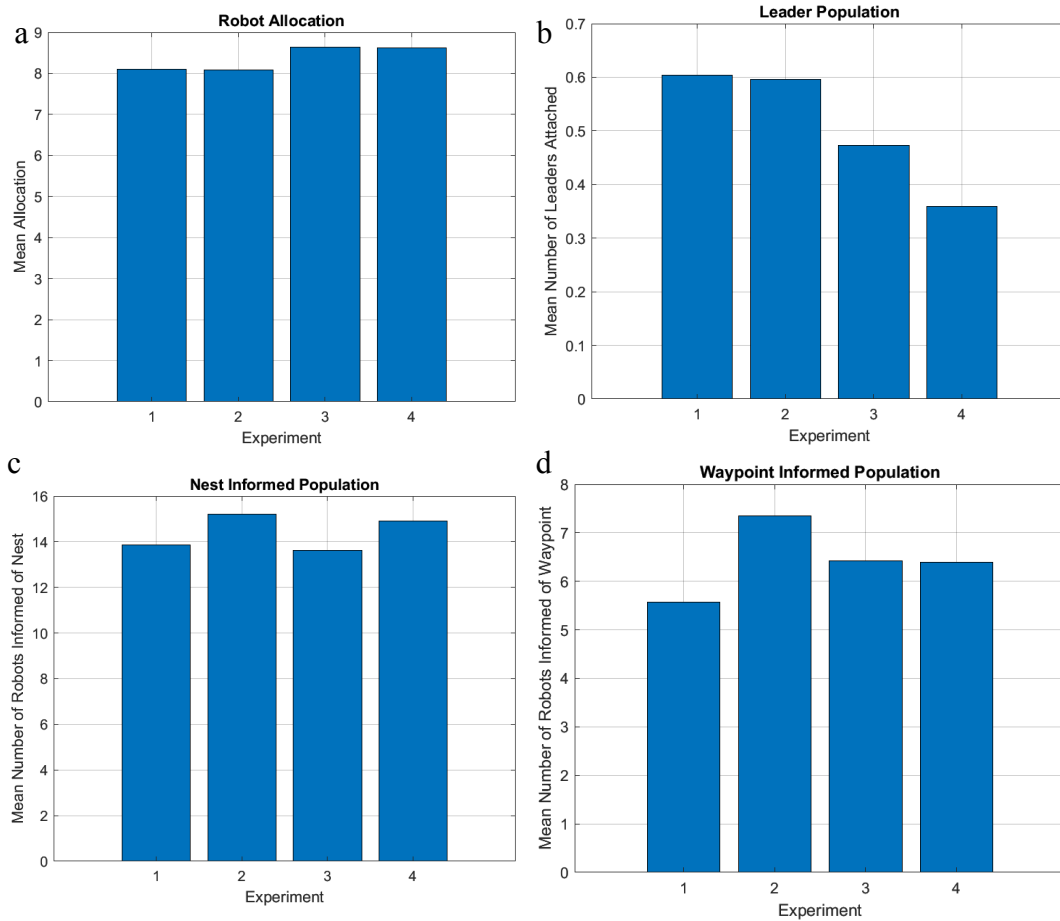 a
Robot Allocation
Mean Allocation
9
8
7
6
5
4
3
2
1
0
1 2 3 4
Experiment
b
Leader Population
Mean Number of Leaders Attached
0.7
0.6
0.5
0.4
0.3
0.2
0.1
0
1 2 3 4
Experiment
c
Nest Informed Population
Mean Number of Robots Informed of Nest
16
14
12
10
8
6
4
2
0
1 2 3 4
Experiment
d
Waypoint Informed Population
Mean Number of Robots Informed of Waypoint
8
7
6
5
4
3
2
1
0
1 2 3 4
Experiment